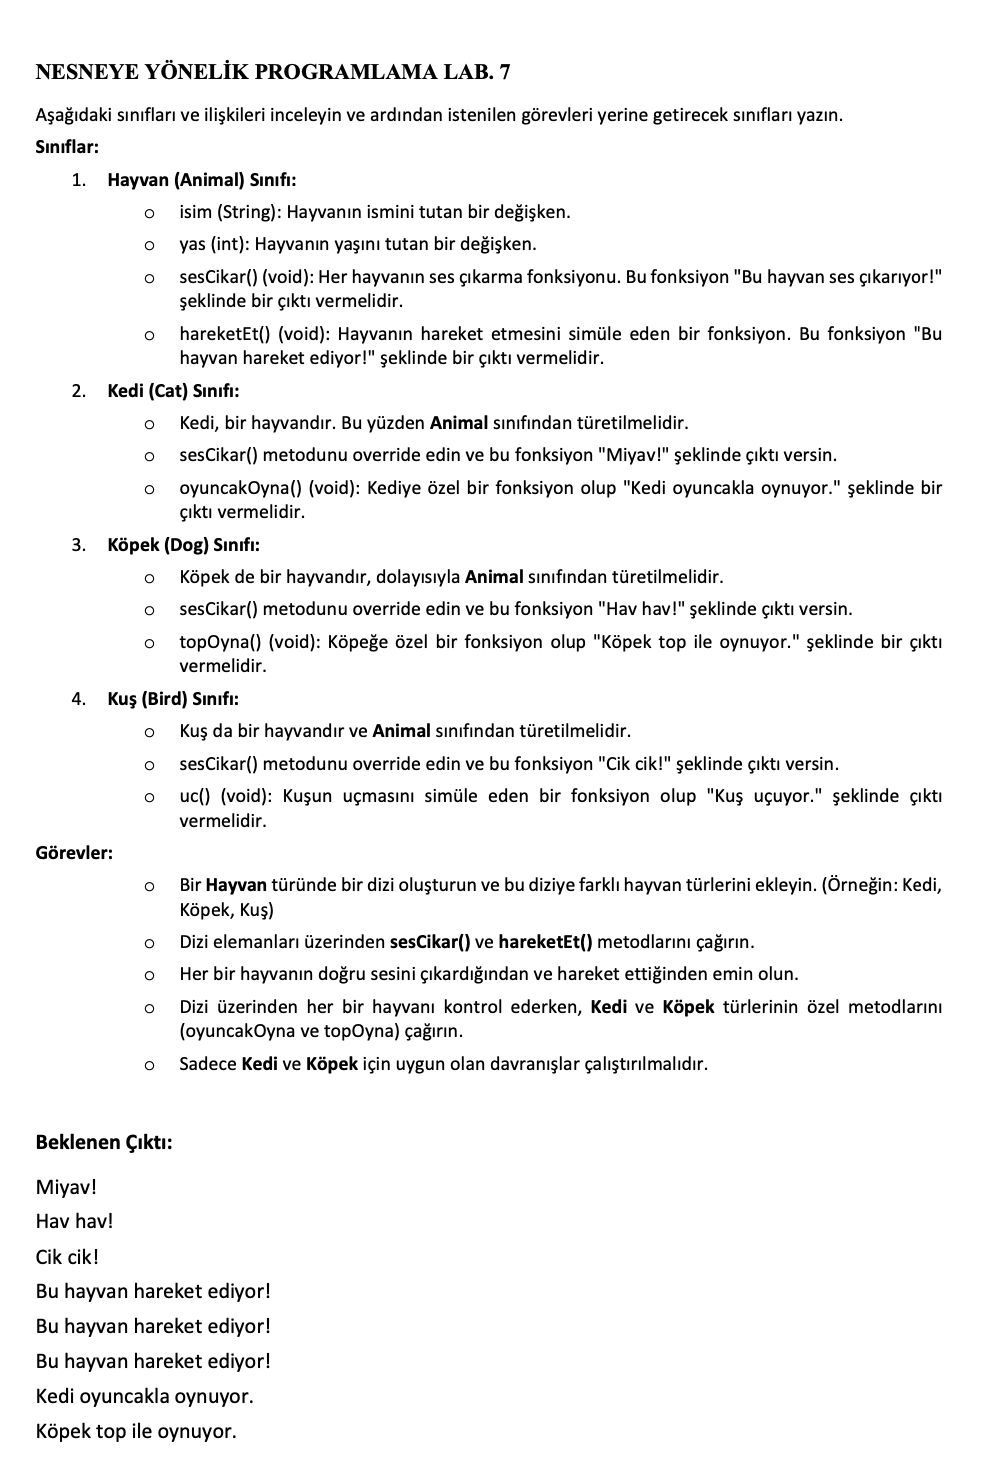 NESNEYE YÖNELİK PROGRAMLAMA LAB. 7
Aşağıdaki sınıfları ve ilişkileri inceleyin ve ardından istenilen görevleri yerine getirecek sınıfları yazın.
Sınıflar:
1. Hayvan (Animal) Sınıfı:
o isim (String): Hayvanın ismini tutan bir değişken.
o yas (int): Hayvanın yaşını tutan bir değişken.
o sesCikar() (void): Her hayvanın ses çıkarma fonksiyonu. Bu fonksiyon "Bu hayvan ses çıkarıyor!"
şeklinde bir çıktı vermelidir.
o hareketEt() (void): Hayvanın hareket etmesini simüle eden bir fonksiyon. Bu fonksiyon "Bu
hayvan hareket ediyor!" şeklinde bir çıktı vermelidir.
2. Kedi (Cat) Sınıfı:
o Kedi, bir hayvandır. Bu yüzden Animal sınıfından türetilmelidir.
o sesCikar() metodunu override edin ve bu fonksiyon "Miyav!" şeklinde çıktı versin.
o oyuncakOyna() (void): Kediye özel bir fonksiyon olup "Kedi oyuncakla oynuyor." şeklinde bir
çıktı vermelidir.
3. Köpek (Dog) Sınıfı:
o Köpek de bir hayvandır, dolayısıyla Animal sınıfından türetilmelidir.
o sesCikar() metodunu override edin ve bu fonksiyon "Hav hav!" şeklinde çıktı versin.
o topOyna() (void): Köpeğe özel bir fonksiyon olup "Köpek top ile oynuyor." şeklinde bir çıktı
vermelidir.
4. Kuş (Bird) Sınıfı:
o Kuş da bir hayvandır ve Animal sınıfından türetilmelidir.
o sesCikar() metodunu override edin ve bu fonksiyon "Cik cik!" şeklinde çıktı versin.
o uc() (void): Kuşun uçmasını simüle eden bir fonksiyon olup "Kuş uçuyor." şeklinde çıktı
vermelidir.
Görevler:
o Bir Hayvan türünde bir dizi oluşturun ve bu diziye farklı hayvan türlerini ekleyin. (Örneğin: Kedi,
Köpek, Kuş)
o Dizi elemanları üzerinden sesCikar() ve hareketEt() metodlarını çağırın.
o Her bir hayvanın doğru sesini çıkardığından ve hareket ettiğinden emin olun.
o Dizi üzerinden her bir hayvanı kontrol ederken, Kedi ve Köpek türlerinin özel metodlarını
(oyuncakOyna ve topOyna) çağırın.
o Sadece Kedi ve Köpek için uygun olan davranışlar çalıştırılmalıdır.
Beklenen Çıktı:
Miyav!
Hav hav!
Cik cik!
Bu hayvan hareket ediyor!
Bu hayvan hareket ediyor!
Bu hayvan hareket ediyor!
Kedi oyuncakla oynuyor.
Köpek top ile oynuyor.